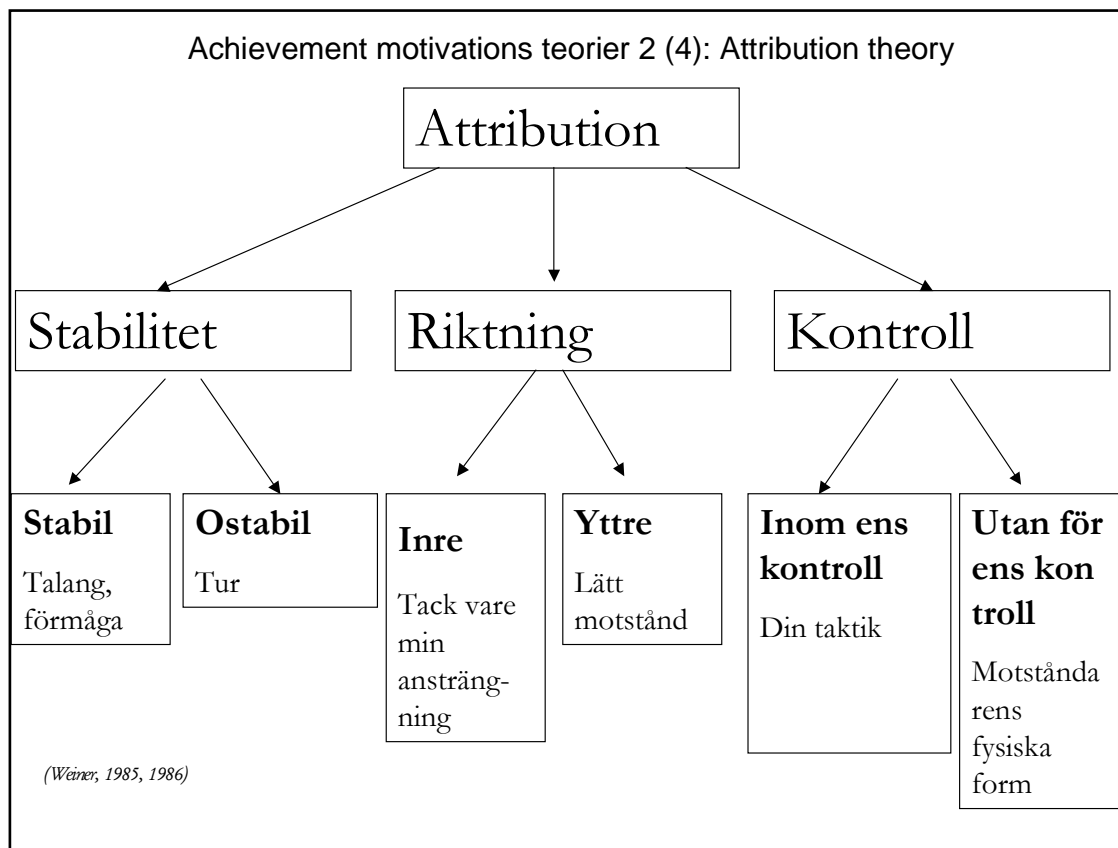 Achievement motivations teorier 2 (4): Attribution theory
Attribution
Stabilitet
Riktning
Kontroll
Stabil
Talang,
förmåga
Ostabil
Tur
Inre
Tack vare
min
ansträng-
ning
Yttre
Lätt
motstånd
Inom ens
kontroll
Din taktik
Utan för
ens kon
troll
Motstånda
rens
fysiska
form
(Weiner, 1985, 1986)